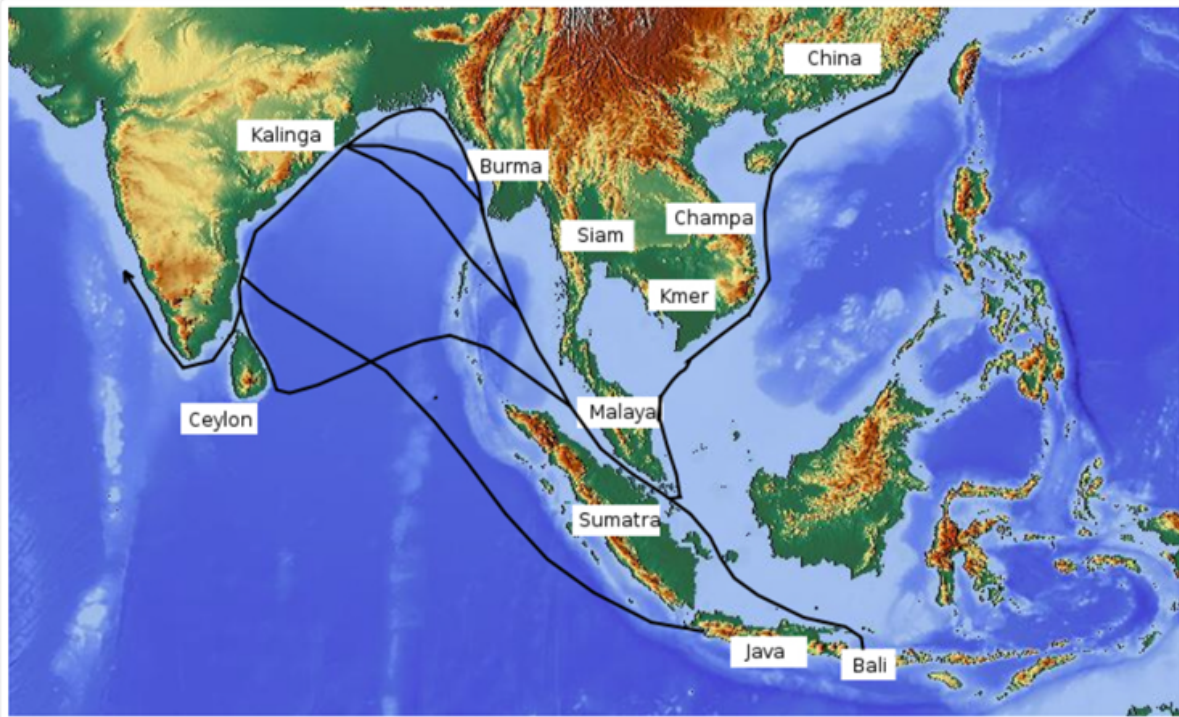 China
Kalinga
Burma
Champa
Siam
Kmer
Malaya
Ceylon
Sumatra
Java
Bali